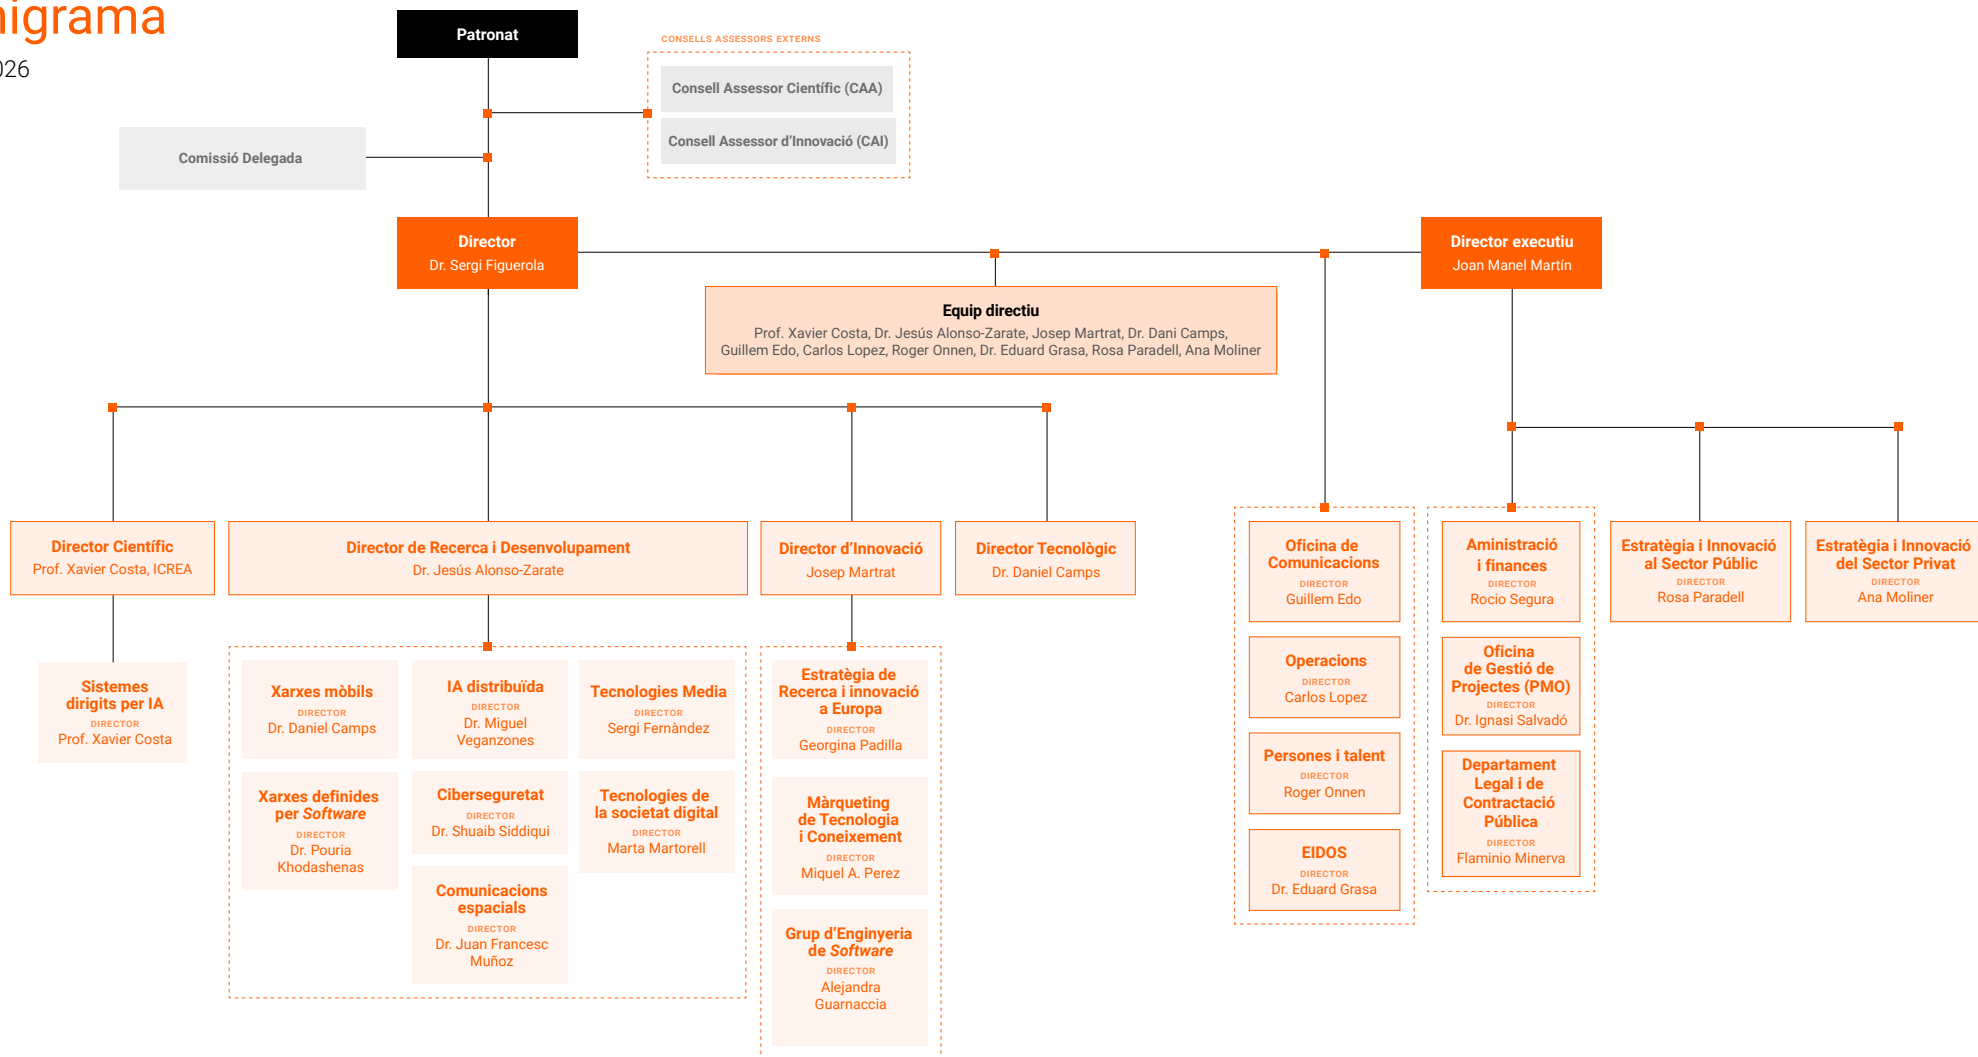 nigrama
026
Patronat
CONSELLS ASSESSORS EXTERNS
Consell Assessor Científic (CAA)
Consell Assessor d'Innovació (CAI)
Comissió Delegada
Director
Dr. Sergi Figuerola
Director executiu
Joan Manel Martín
Equip directiu
Prof. Xavier Costa, Dr. Jesús Alonso-Zarate, Josep Martrat, Dr. Dani Camps,
Guillem Edo, Carlos Lopez, Roger Onnen, Dr. Eduard Grasa, Rosa Paradell, Ana Moliner
Director Científic
Prof. Xavier Costa, ICREA
Director de Recerca i Desenvolupament
Dr. Jesús Alonso-Zarate
Director d'Innovació
Josep Martrat
Director Tecnològic
Dr. Daniel Camps
Oficina de
Comunicacions
DIRECTOR
Guillem Edo
Aministració
i finances
DIRECTOR
Rocio Segura
Estratègia i Innovació
al Sector Públic
DIRECTOR
Rosa Paradell
Estratègia i Innovació
del Sector Privat
DIRECTOR
Ana Moliner
Sistemes
dirigits per IA
DIRECTOR
Prof. Xavier Costa
Xarxes mòbils
DIRECTOR
Dr. Daniel Camps
IA distribuïda
DIRECTOR
Dr. Miguel
Veganzones
Tecnologies Media
DIRECTOR
Sergi Fernàndez
Xarxes definides
per Software
DIRECTOR
Dr. Pouria
Khodashenas
Ciberseguretat
DIRECTOR
Dr. Shuaib Siddiqui
Tecnologies de
la societat digital
DIRECTOR
Marta Martorell
Comunicacions
espacials
DIRECTOR
Dr. Juan Francesc
Muñoz
Estratègia de
Recerca i innovació
a Europa
DIRECTOR
Georgina Padilla
Màrqueting
de Tecnologia
i Coneixement
DIRECTOR
Miquel A. Perez
Grup d'Enginyeria
de Software
DIRECTOR
Alejandra
Guarnaccia
Operacions
DIRECTOR
Carlos Lopez
Persones i talent
DIRECTOR
Roger Onnen
EIDOS
DIRECTOR
Dr. Eduard Grasa
Oficina
de Gestió de
Projectes (PMO)
DIRECTOR
Dr. Ignasi Salvadó
Departament
Legal i de
Contractació
Pública
DIRECTOR
Flaminio Minerva